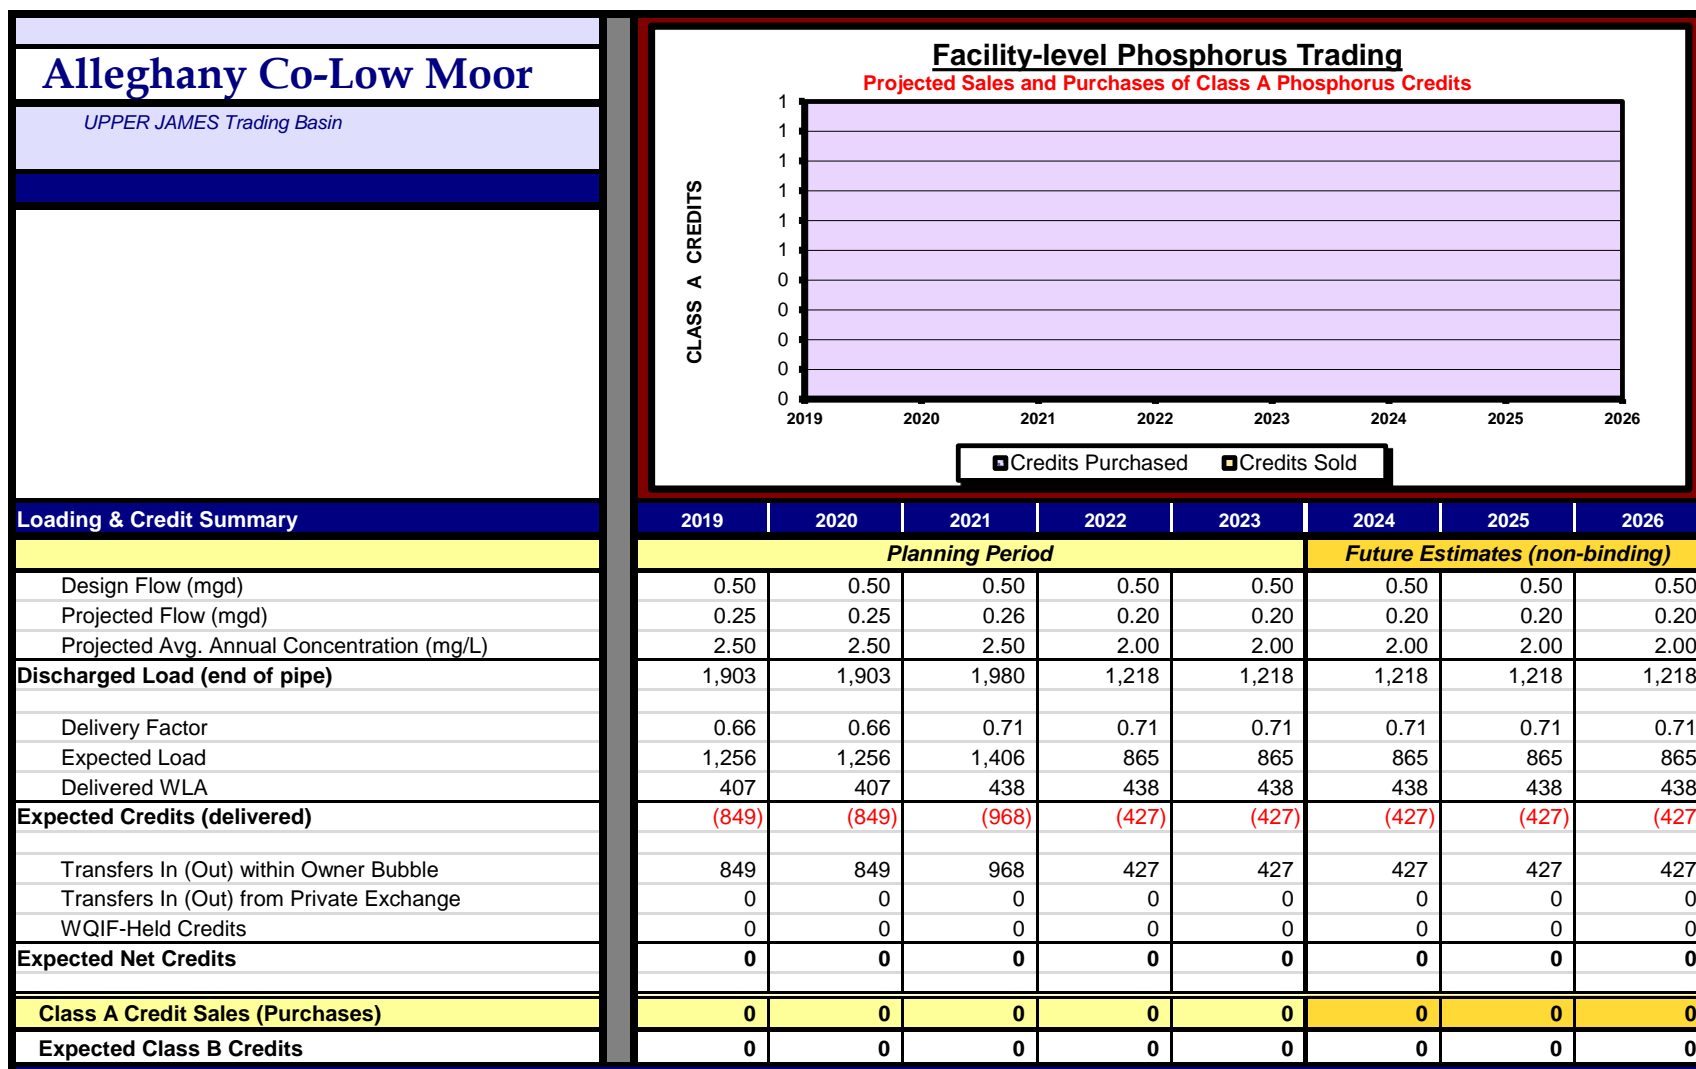 Alleghany Co-Low Moor
UPPER JAMES Trading Basin
Facility-level Phosphorus Trading
Projected Sales and Purchases of Class A Phosphorus Credits
CLASS A CREDITS
1
1
1
1
1
1
0
0
0
0
0
2019 2020 2021 2022 2023 2024 2025 2026
Credits Purchased Credits Sold
Loading & Credit Summary 2019 2020 2021 2022 2023 2024 2025 2026
Planning Period Future Estimates (non-binding)
Design Flow (mgd) 0.50 0.50 0.50 0.50 0.50 0.50 0.50 0.50
Projected Flow (mgd) 0.25 0.25 0.26 0.20 0.20 0.20 0.20 0.20
Projected Avg. Annual Concentration (mg/L) 2.50 2.50 2.50 2.00 2.00 2.00 2.00 2.00
Discharged Load (end of pipe) 1,903 1,903 1,980 1,218 1,218 1,218 1,218 1,218
Delivery Factor 0.66 0.66 0.71 0.71 0.71 0.71 0.71 0.71
Expected Load 1,256 1,256 1,406 865 865 865 865 865
Delivered WLA 407 407 438 438 438 438 438 438
Expected Credits (delivered) (849) (849) (968) (427) (427) (427) (427) (427
Transfers In (Out) within Owner Bubble 849 849 968 427 427 427 427 427
Transfers In (Out) from Private Exchange 0 0 0 0 0 0 0 0
WQIF-Held Credits 0 0 0 0 0 0 0 0
Expected Net Credits 0 0 0 0 0 0 0 0
Class A Credit Sales (Purchases) 0 0 0 0 0 0 0 0
Expected Class B Credits 0 0 0 0 0 0 0 0